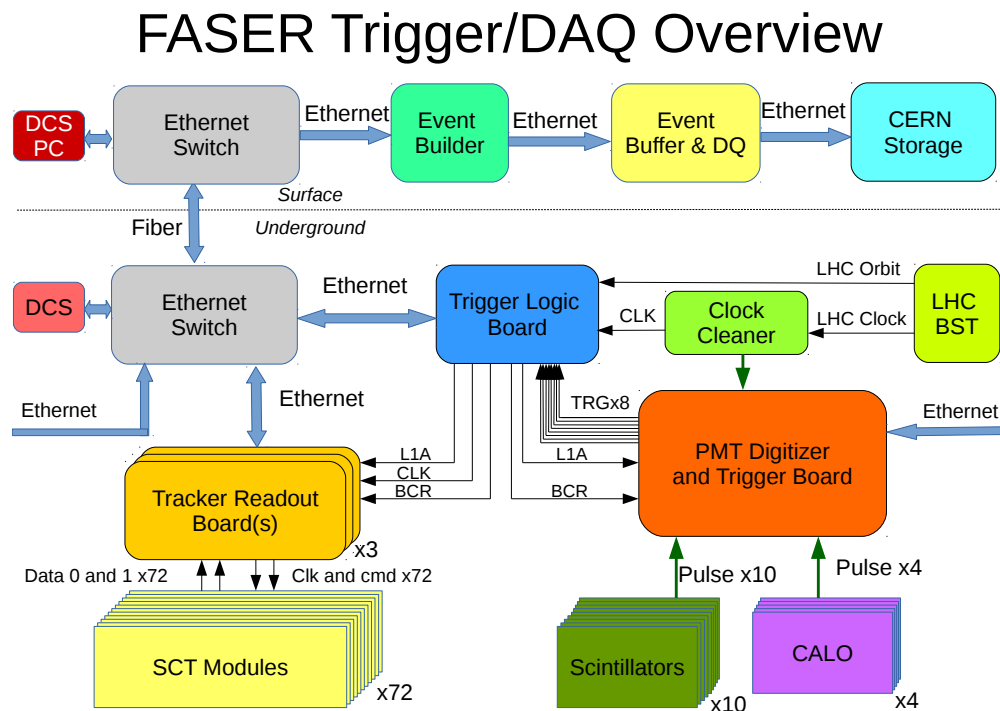 FASER Trigger/DAQ Overview
DCS
PC
Ethernet
Switch
Ethernet
Event
Builder
Ethernet
Event
Buffer & DQ
Ethernet
CERN
Storage
Surface
Fiber
Underground
DCS
Ethernet
Switch
Ethernet
Trigger Logic
Board
LHC Orbit
CLK
Clock
Cleaner
LHC Clock
LHC
BST
Ethernet
Ethernet
TRGx8
Ethernet
L1A
CLK
BCR
L1A
BCR
PMT Digitizer
and Trigger Board
Tracker Readout
Board(s)
x3
Data 0 and 1 x72
Clk and cmd x72
Pulse x10
Pulse x4
SCT Modules
x72
Scintillators
x10
CALO
x4